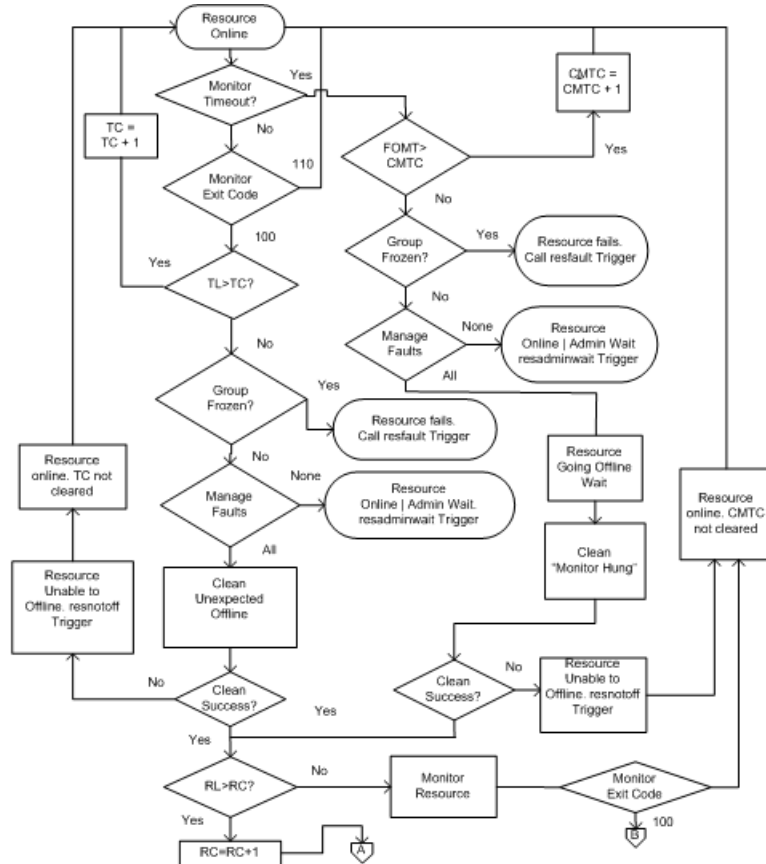 Resource
Online
Yes
Monitor
Timeout?
CMTC =
CMTC + 1
TC =
TC + 1
No
FOMT>
CMTC
Yes
110
Monitor
Exit Code
No
100
Yes
Group
Frozen?
Yes
Resource fails.
Call resfault Trigger
TL>TC?
No
No
Manage
Faults
None
Resource
Online | Admin Wait
resadminwait Trigger
All
Group
Frozen?
Yes
Resource fails.
Call resfault Trigger
Resource
online. TC not
cleared
No
Resource
Going Offline
Wait
None
Manage
Faults
Resource
Online | Admin Wait.
resadminwait Trigger
Resource
online. CMTC
not cleared
All
Clean
"Monitor Hung"
Resource
Unable to
Offline. resnotoff
Trigger
Clean
Unexpected
Offline
No
Clean
Success?
No
Resource
Unable to
Offline. resnotoff
Trigger
Clean
Success?
Yes
Yes
RL>RC?
No
Monitor
Resource
Monitor
Exit Code
Yes
100
RC=RC+1
A
B